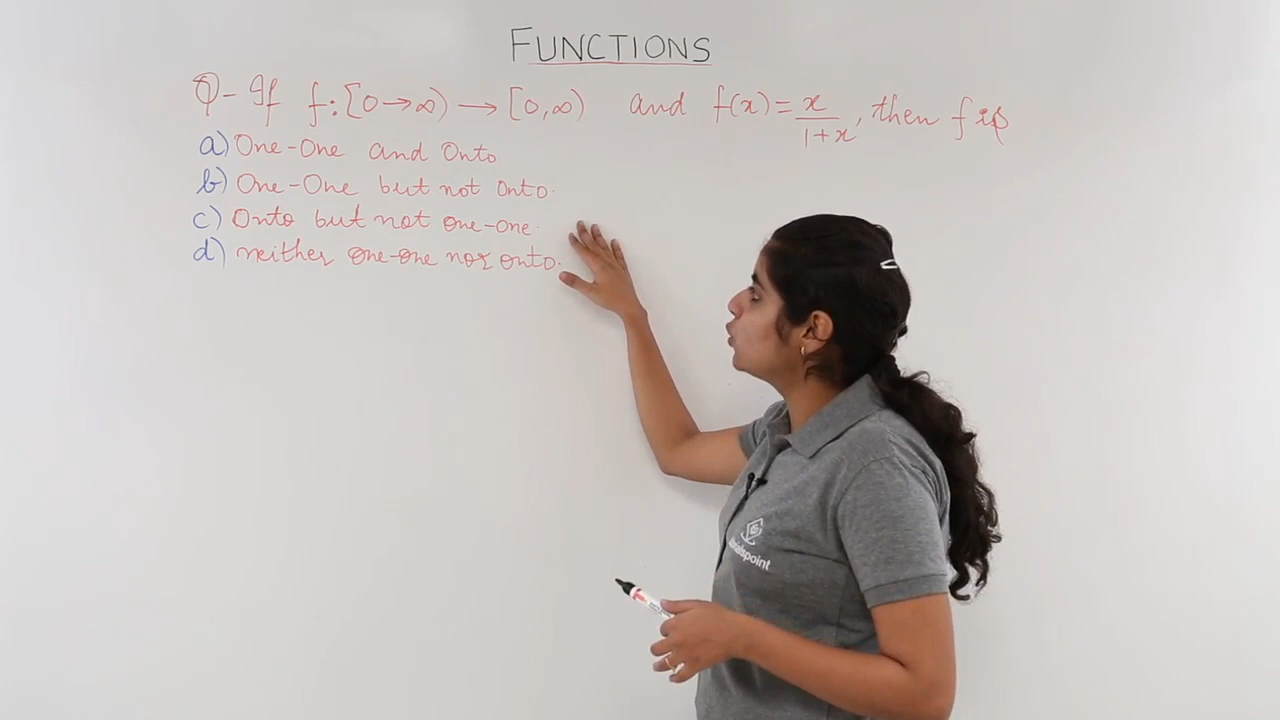 FUNCTIONS
Q- If f:[0→∞) → [0,∞) and f(x)=x/1+x, then f is
a) One-One and Onto
b) One-One but not Onto.
c) Onto but not one-one.
d) neither one-one nor onto.
tutorialspoint